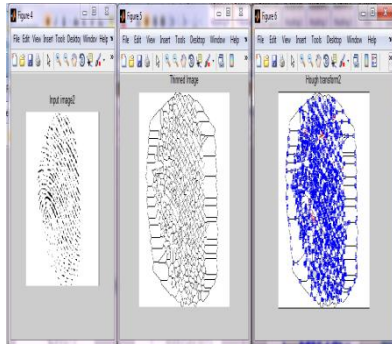 Figure 4
File Edit View Insert Tools Desktop Window Help
Input image2
Figure 5
File Edit View Insert Tools Desktop Window Help
Thinned image
Figure 6
File Edit View Insert Tools Desktop Window Help
Hough transform2